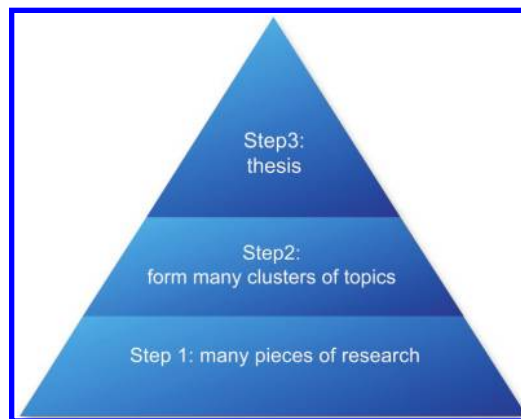 Step3:
thesis
Step2:
form many clusters of topics
Step 1: many pieces of research